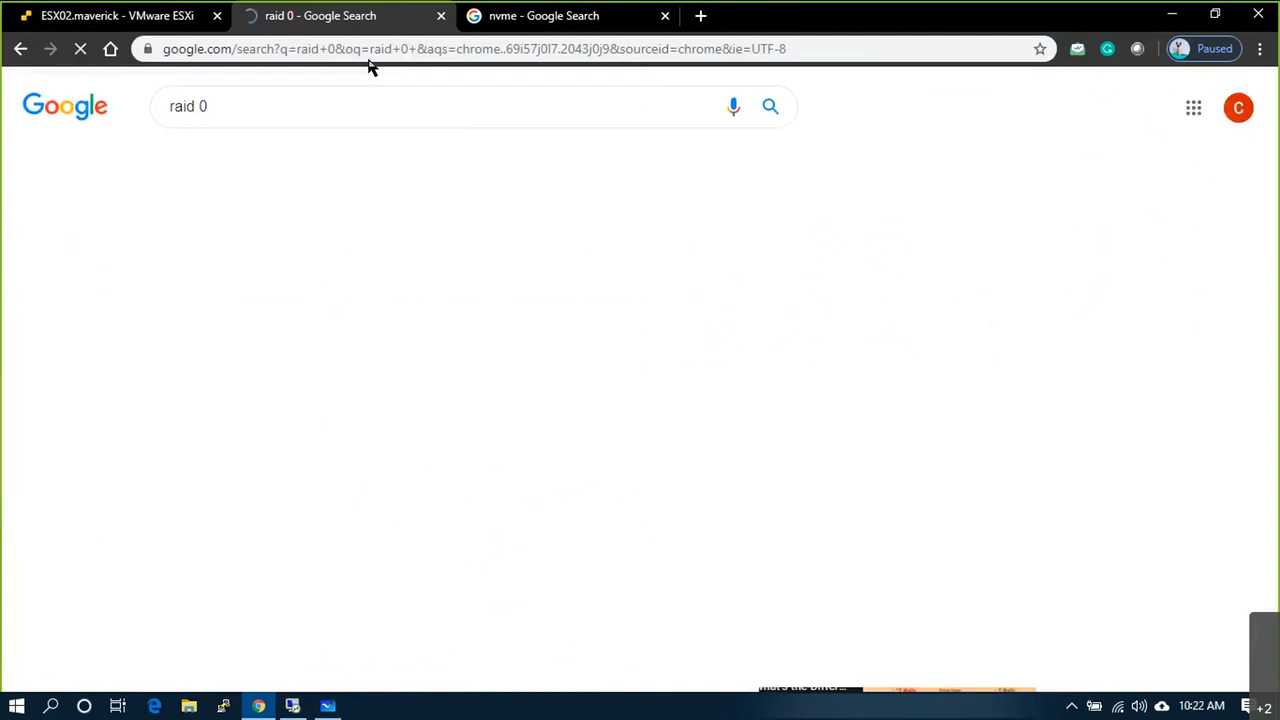 ESX02.maverick - VMware ESXi
raid 0 - Google Search
nvme - Google Search
google.com/search?q=raid+0&oq=raid+0+&aqs=chrome..69i57j0l7.2043j0j9&sourceid=chrome&ie=UTF-8
Paused
Google
raid 0
C
10:22 AM
+2